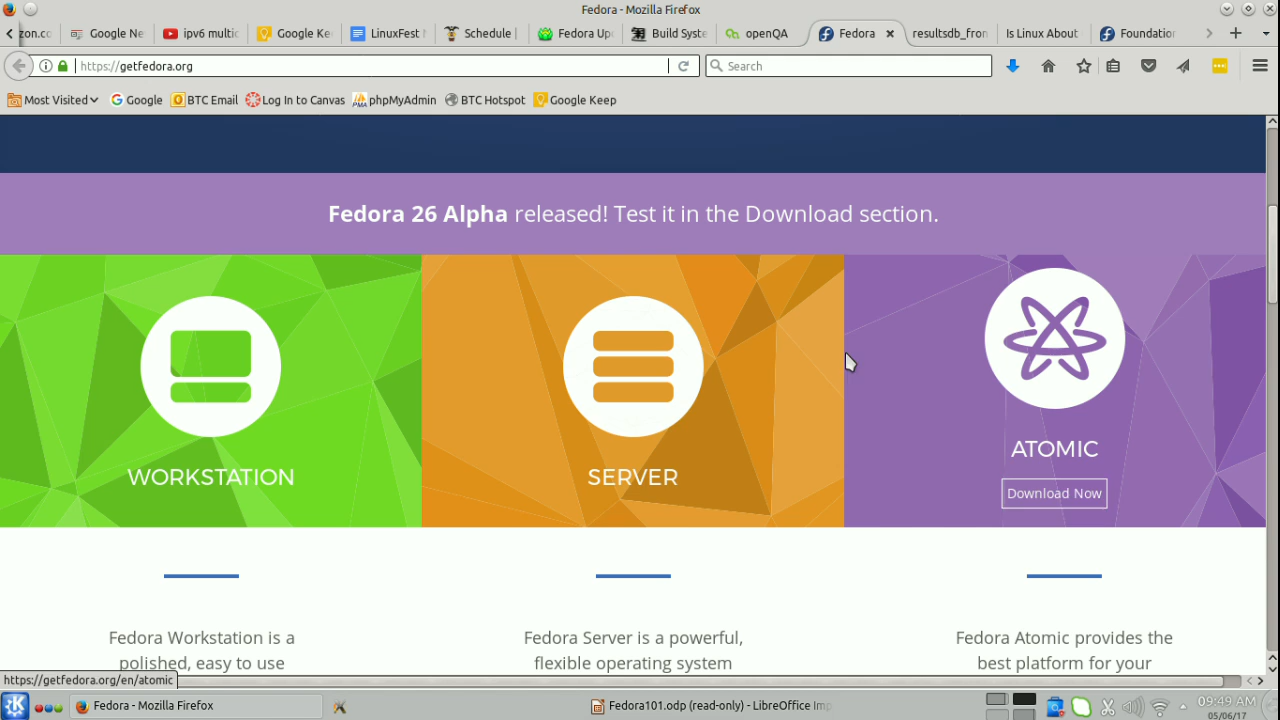 Fedora - Mozilla Firefox
zon.co
Google Ne
ipv6 multic
Google Ke
LinuxFest
Schedule |
Fedora Up
Build Syste
openQA
Fedora
resultsdb_fron
Is Linux About
Foundation
https://getfedora.org
Search
Most Visited
Google
BTC Email
Log In to Canvas
phpMyAdmin
BTC Hotspot
Google Keep
Fedora 26 Alpha released! Test it in the Download section.
WORKSTATION
SERVER
ATOMIC
Download Now
Fedora Workstation is a
polished, easy to use
Fedora Server is a powerful,
flexible operating system
Fedora Atomic provides the
best platform for your
https://getfedora.org/en/atomic
Fedora - Mozilla Firefox
Fedora101.odp (read-only) - LibreOffice Imp
09:49 AM
05/06/17